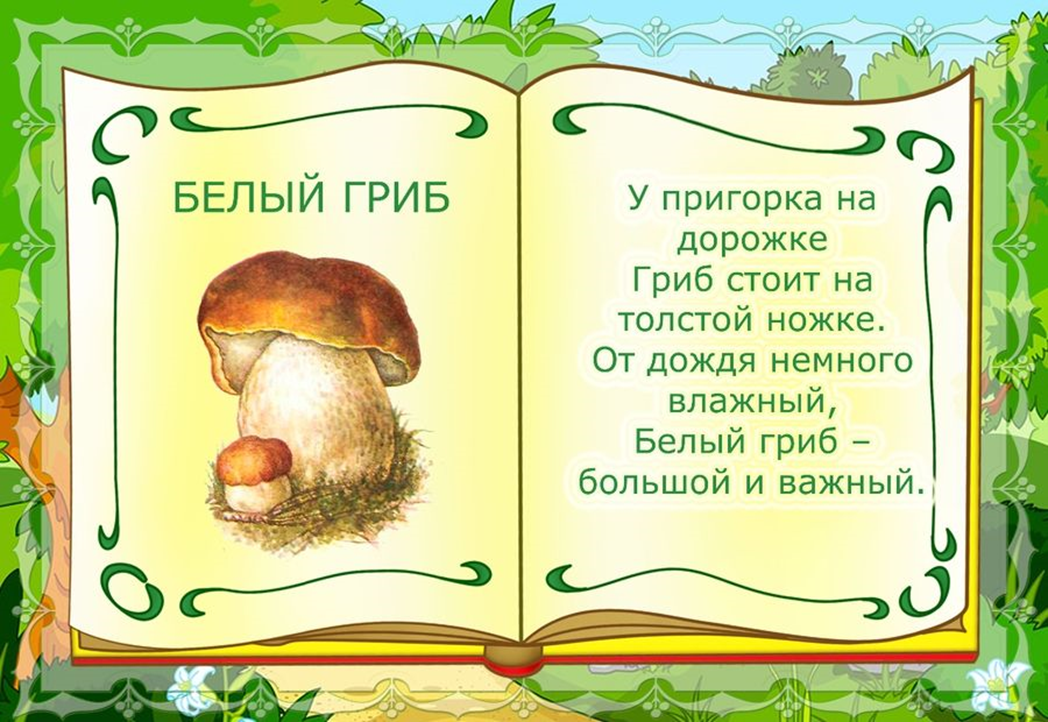 БЕЛЫЙ ГРИБ
У пригорка на
дорожке
Гриб стоит на
толстой ножке.
От дождя немного
влажный,
Белый гриб –
большой и важный.